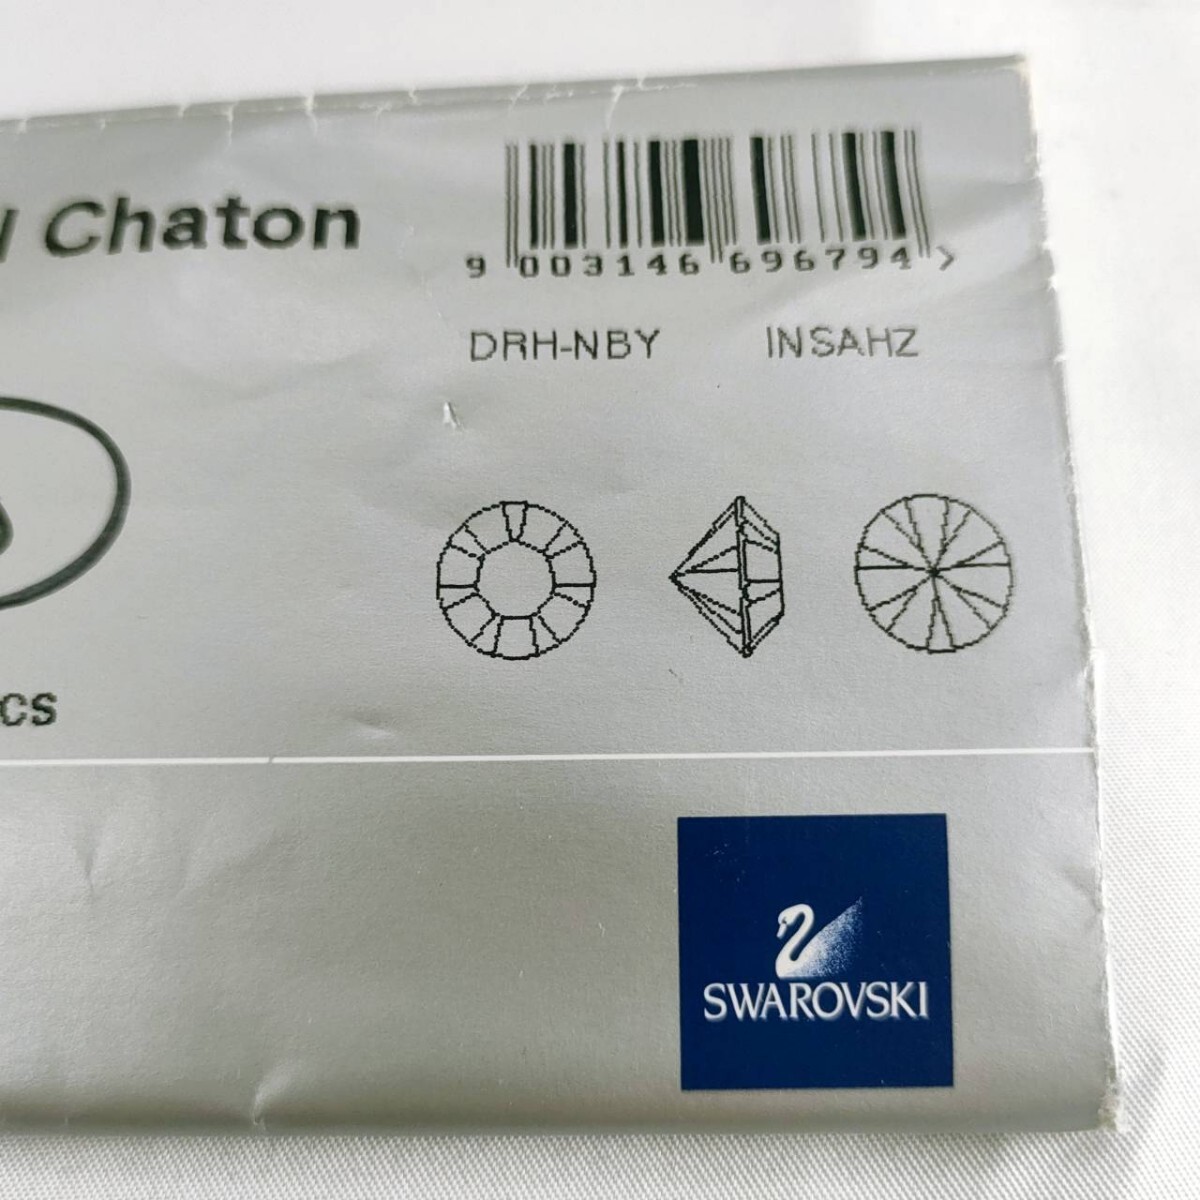 Chaton
9 003146 696794 >
DRH-NBY INSAHZ
cs
SWAROVSKI